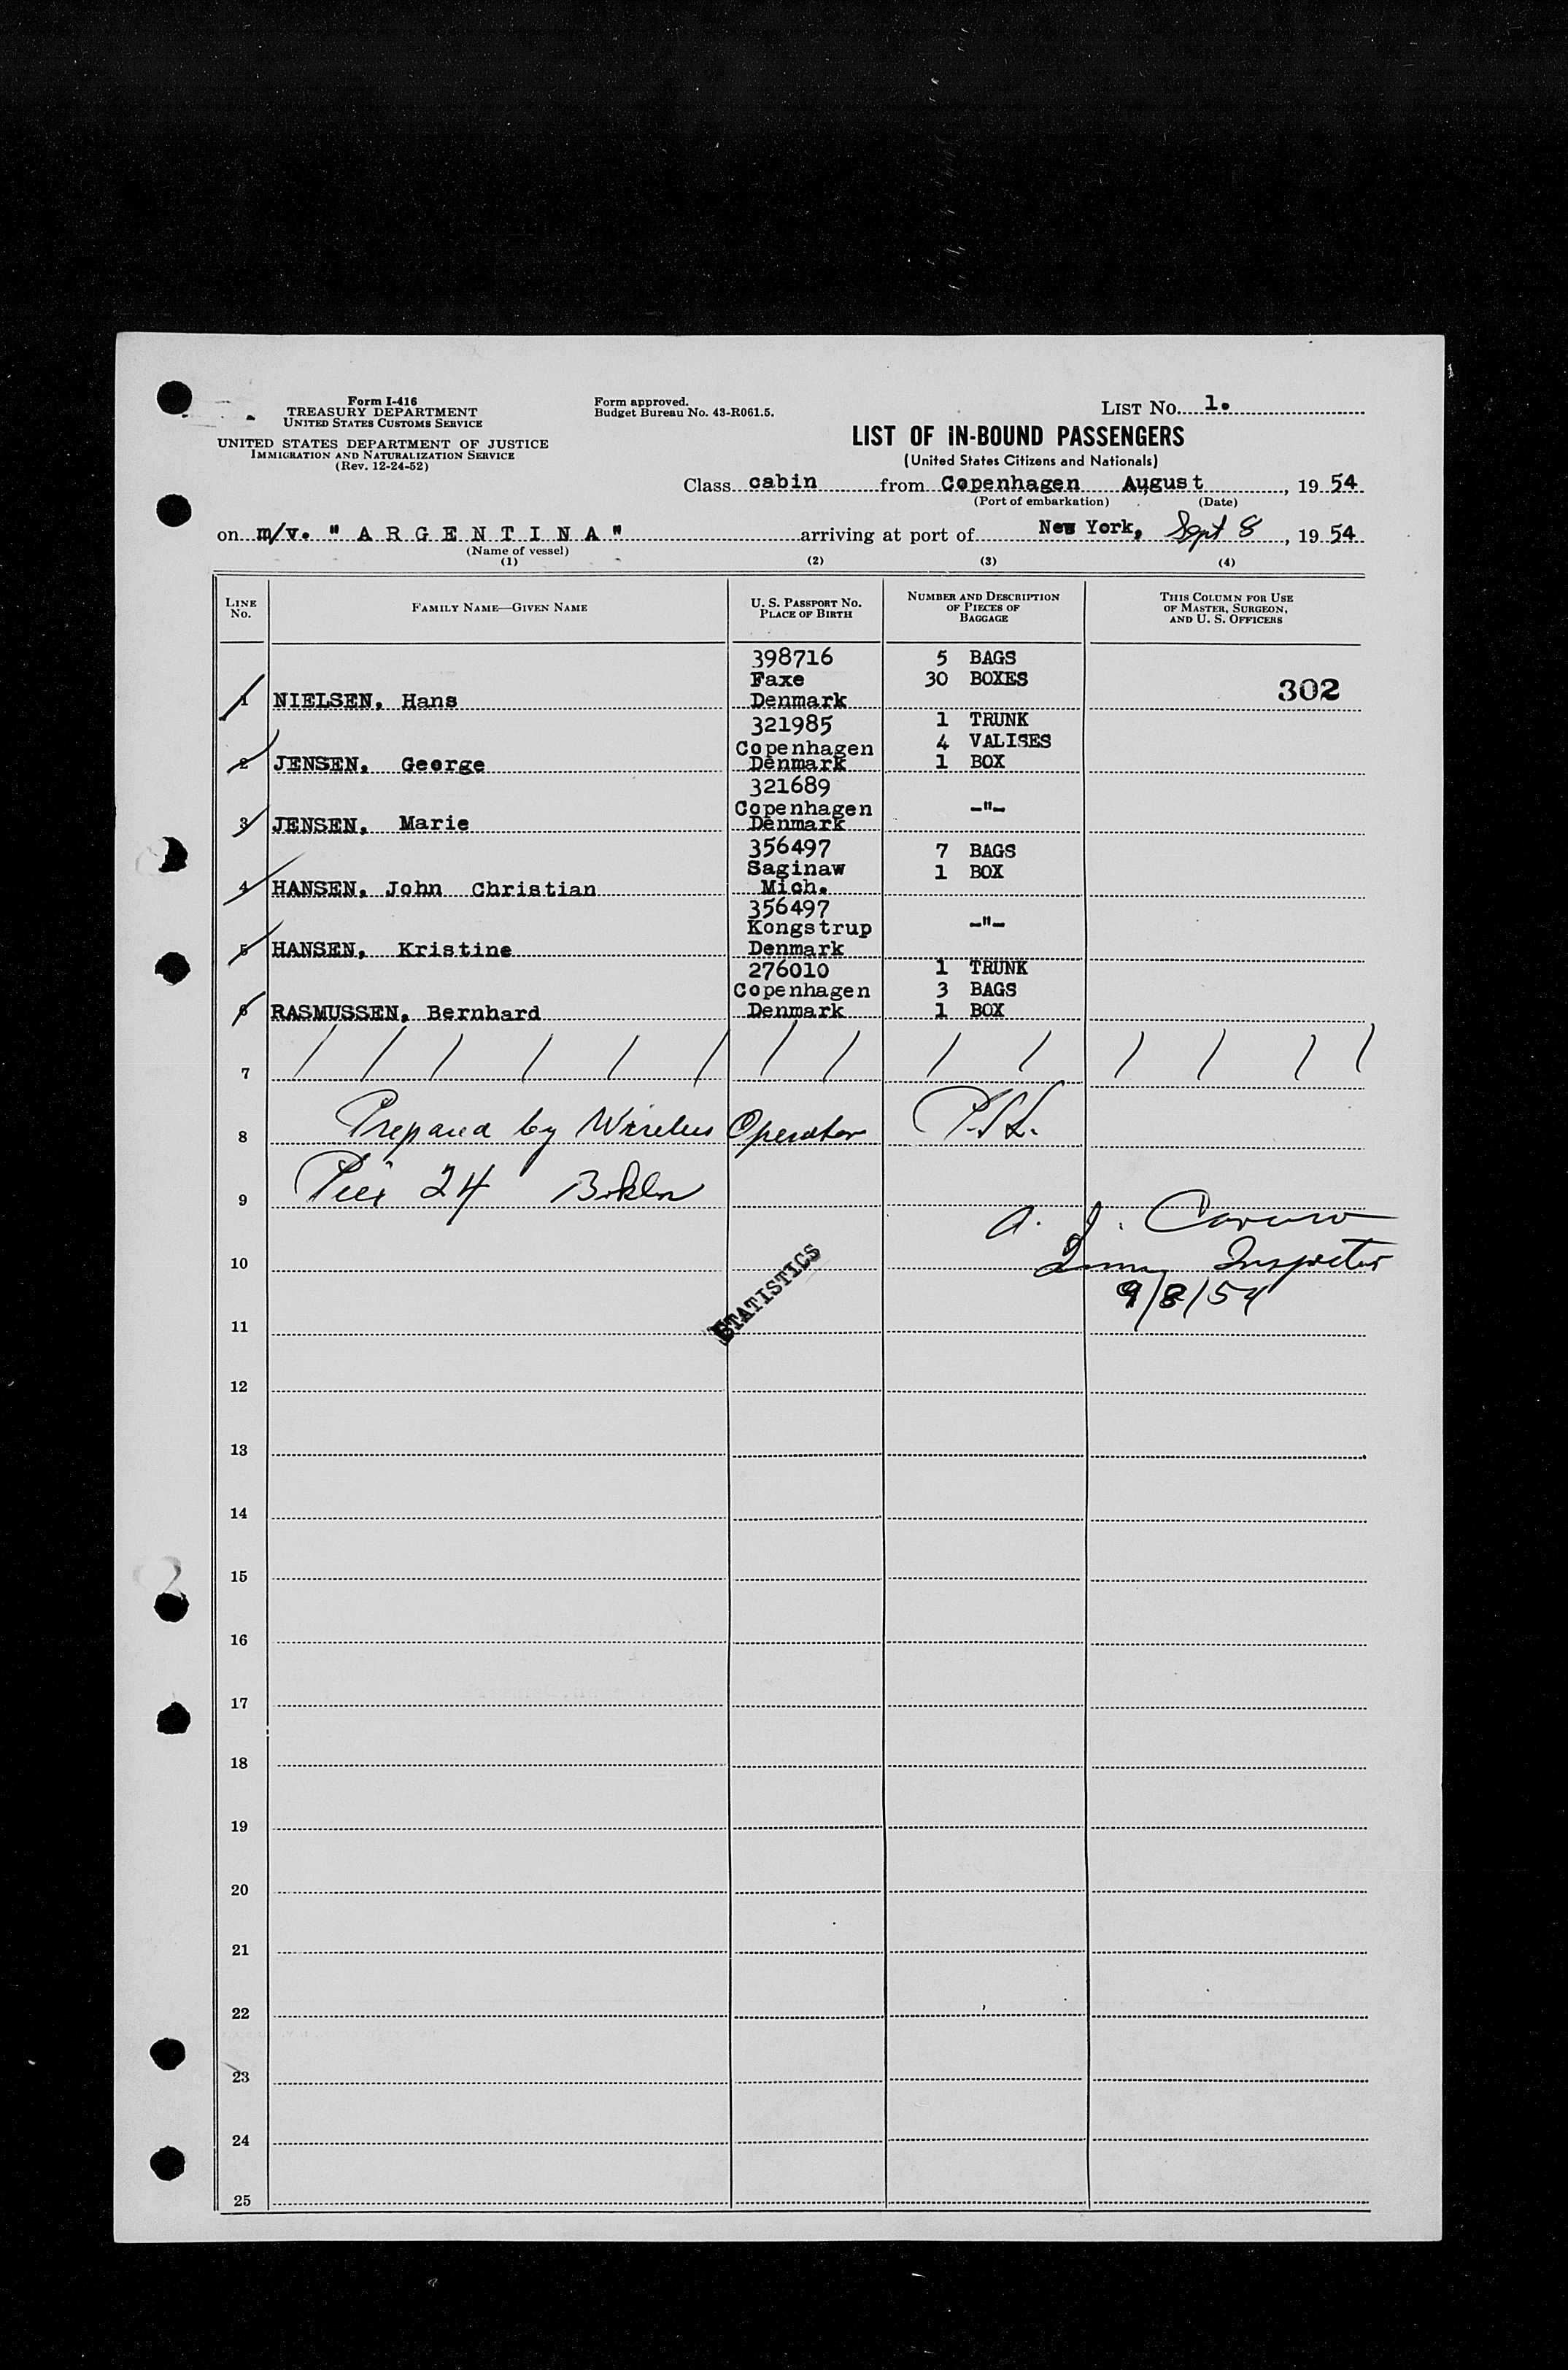 Form I-416
TREASURY DEPARTMENT
UNITED STATES CUSTOMS SERVICE
UNITED STATES DEPARTMENT OF JUSTICE
IMMIGRATION AND NATURALIZATION SERVICE
(Rev. 12-24-52)
Form approved.
Budget Bureau No. 43-R061.5.
LIST No. 1.
LIST OF IN-BOUND PASSENGERS
(United States Citizens and Nationals)
Class cabin from Copenhagen August, 19 54
(Port of embarkation) (Date)
on m/v. "ARGENTINA" arriving at port of New York, Sept 8, 19 54
(Name of vessel)
(1) (2) (3) (4)
LINE No. FAMILY NAME—GIVEN NAME U. S. PASSPORT No. PLACE OF BIRTH NUMBER AND DESCRIPTION OF PIECES OF BAGGAGE THIS COLUMN FOR USE OF MASTER, SURGEON, AND U. S. OFFICERS
398716 5 BAGS
Faxe 30 BOXES 302
1 NIELSEN, Hans Denmark
321985 1 TRUNK
Copenhagen 4 VALISES
2 JENSEN, George Denmark 1 BOX
321689
Copenhagen -"-
3 JENSEN, Marie Denmark
356497 7 BAGS
Saginaw 1 BOX
4 HANSEN, John Christian Mich.
356497
Kongstrup -"-
5 HANSEN, Kristine Denmark
276010 1 TRUNK
Copenhagen 3 BAGS
6 RASMUSSEN, Bernhard Denmark 1 BOX
7
8 Prepared by Wireless Operator
9 Pier 24 Bkln
A. J. Caruso
10 Imm Inspector
STATISTICS
9/8/54
11
12
13
14
15
16
17
18
19
20
21
22
23
24
25